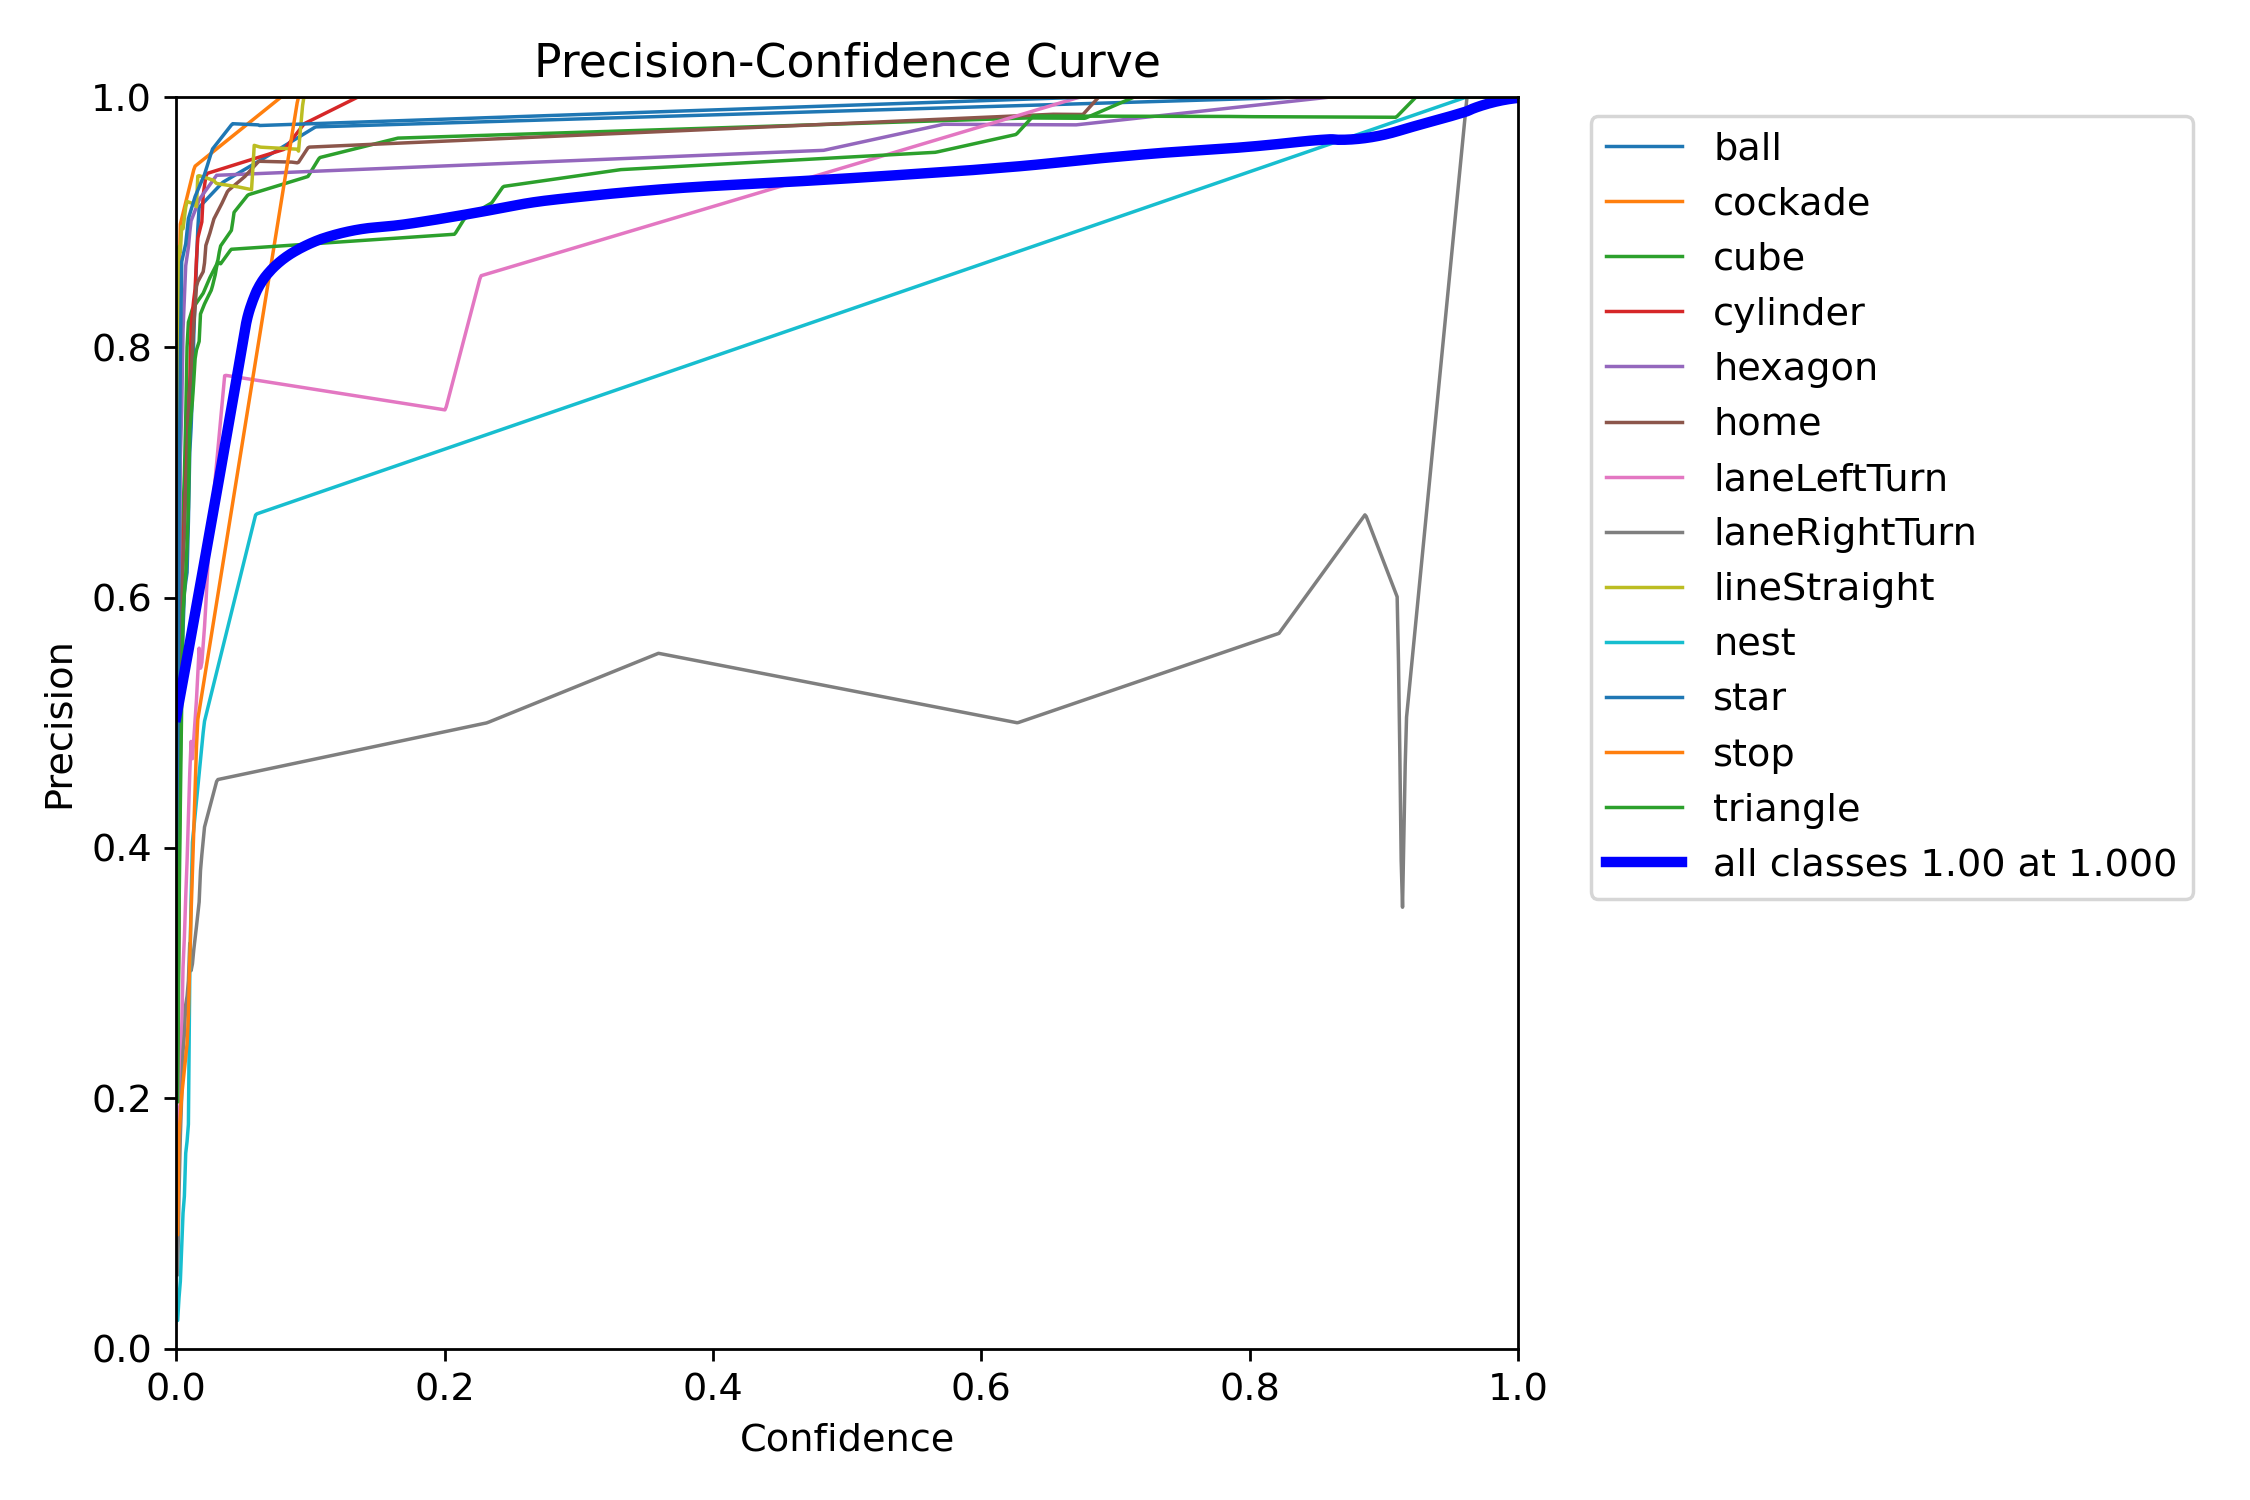 Precision-Confidence Curve
1.0
0.8
0.6
0.4
0.2
0.0
Precision
0.0 0.2 0.4 0.6 0.8 1.0
Confidence
ball
cockade
cube
cylinder
hexagon
home
laneLeftTurn
laneRightTurn
lineStraight
nest
star
stop
triangle
all classes 1.00 at 1.000